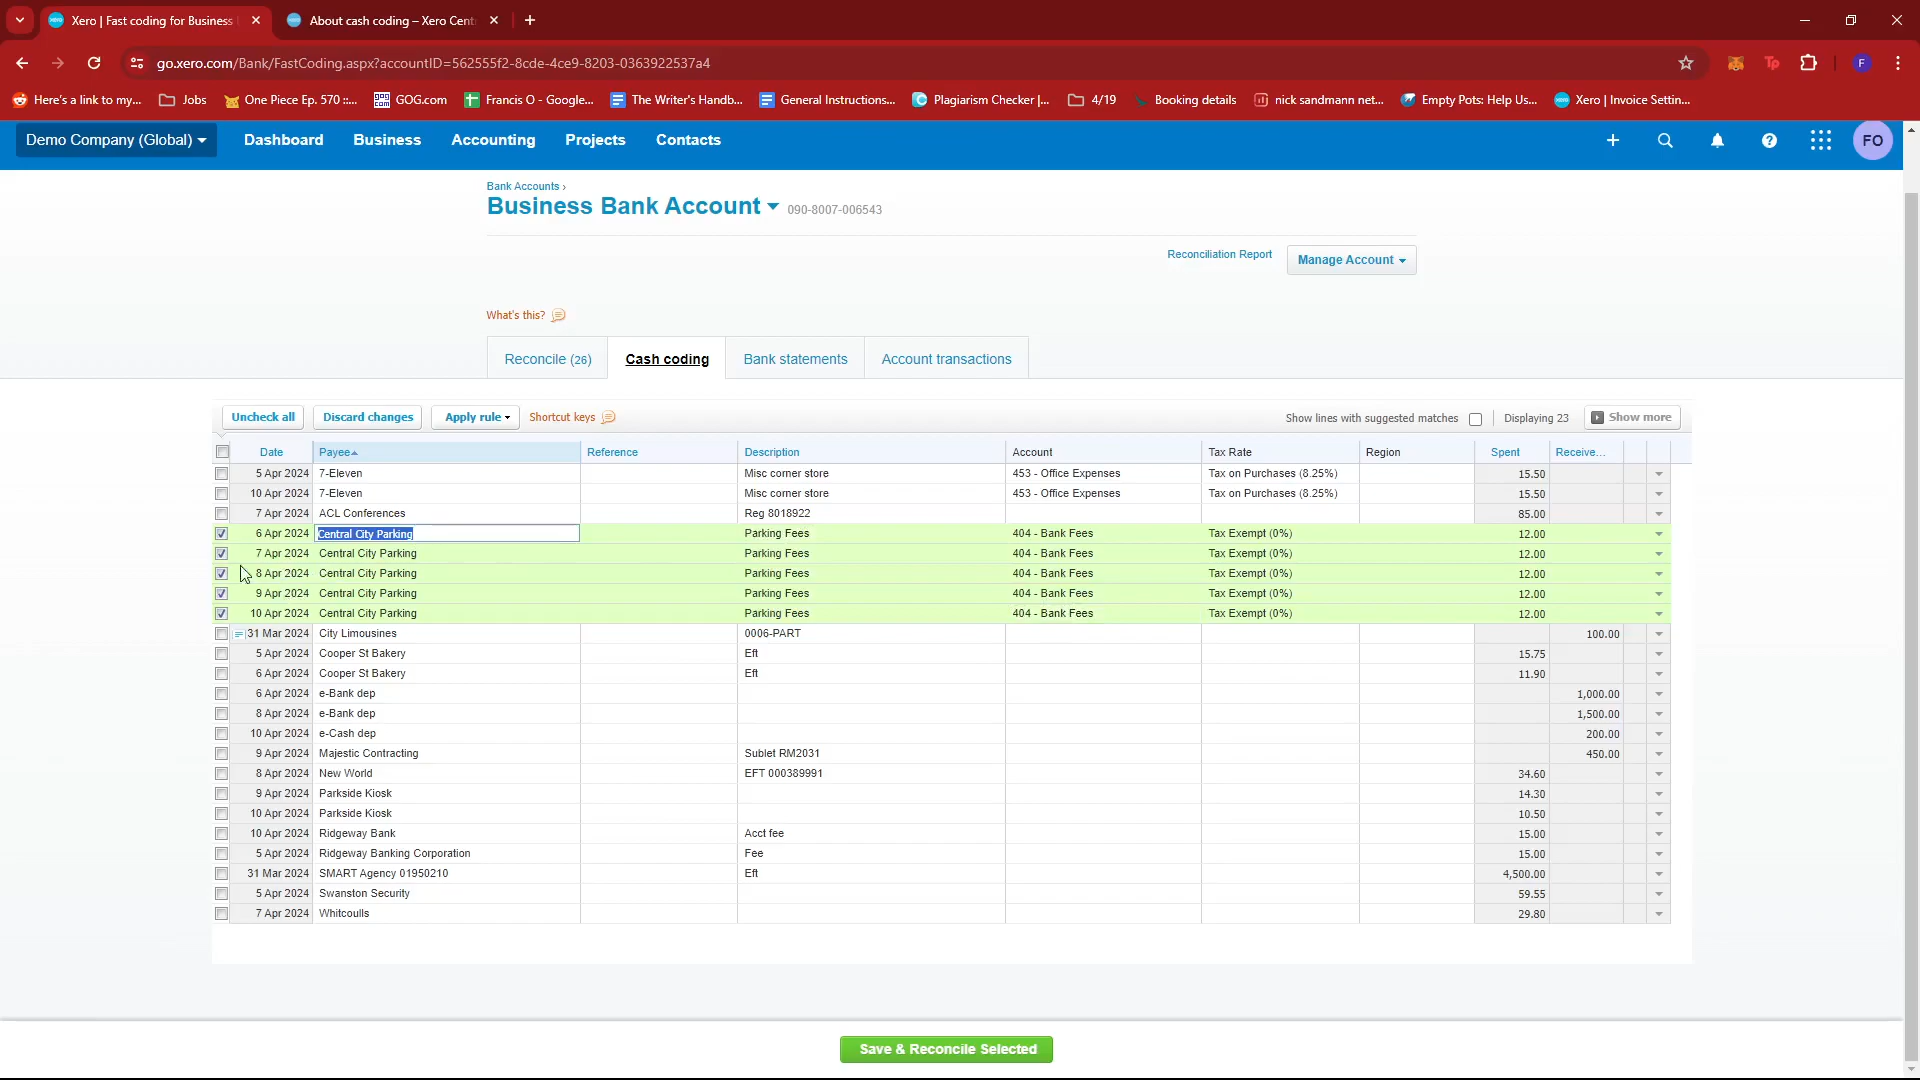 Xero | Fast coding for Business
About cash coding – Xero Cent
go.xero.com/Bank/FastCoding.aspx?accountID=562555f2-8cde-4ce9-8203-0363922537a4
F
Here's a link to my...
Jobs
One Piece Ep. 570 ::...
GOG.com
Francis O - Google...
The Writer's Handb...
General Instructions...
Plagiarism Checker |...
4/19
Booking details
nick sandmann net...
Empty Pots: Help Us...
Xero | Invoice Settin...
Demo Company (Global)
Dashboard
Business
Accounting
Projects
Contacts
FO
Bank Accounts ›
Business Bank Account 090-8007-006543
Reconciliation Report
Manage Account
What's this?
Reconcile (26)
Cash coding
Bank statements
Account transactions
Uncheck all
Discard changes
Apply rule
Shortcut keys
Show lines with suggested matches
Displaying 23
Show more
Date Payee Reference Description Account Tax Rate Region Spent Receive...
5 Apr 2024 7-Eleven Misc corner store 453 - Office Expenses Tax on Purchases (8.25%) 15.50
10 Apr 2024 7-Eleven Misc corner store 453 - Office Expenses Tax on Purchases (8.25%) 15.50
7 Apr 2024 ACL Conferences Reg 8018922 85.00
6 Apr 2024 Central City Parking Parking Fees 404 - Bank Fees Tax Exempt (0%) 12.00
7 Apr 2024 Central City Parking Parking Fees 404 - Bank Fees Tax Exempt (0%) 12.00
8 Apr 2024 Central City Parking Parking Fees 404 - Bank Fees Tax Exempt (0%) 12.00
9 Apr 2024 Central City Parking Parking Fees 404 - Bank Fees Tax Exempt (0%) 12.00
10 Apr 2024 Central City Parking Parking Fees 404 - Bank Fees Tax Exempt (0%) 12.00
31 Mar 2024 City Limousines 0006-PART 100.00
5 Apr 2024 Cooper St Bakery Eft 15.75
6 Apr 2024 Cooper St Bakery Eft 11.90
6 Apr 2024 e-Bank dep 1,000.00
8 Apr 2024 e-Bank dep 1,500.00
10 Apr 2024 e-Cash dep 200.00
9 Apr 2024 Majestic Contracting Sublet RM2031 450.00
8 Apr 2024 New World EFT 000389991 34.60
9 Apr 2024 Parkside Kiosk 14.30
10 Apr 2024 Parkside Kiosk 10.50
10 Apr 2024 Ridgeway Bank Acct fee 15.00
5 Apr 2024 Ridgeway Banking Corporation Fee 15.00
31 Mar 2024 SMART Agency 01950210 Eft 4,500.00
5 Apr 2024 Swanston Security 59.55
7 Apr 2024 Whitcoulls 29.80
Save & Reconcile Selected